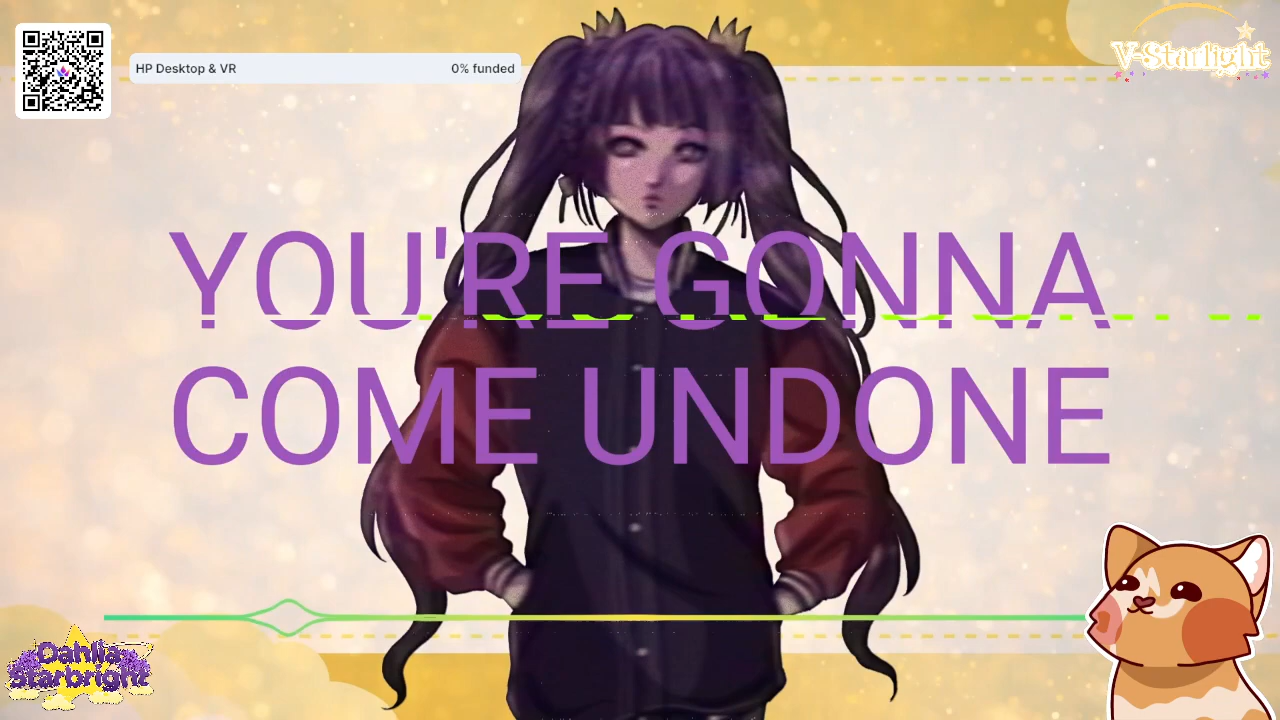 HP Desktop & VR 0% funded
V-Starlight
YOU'RE GONNA
COME UNDONE
Dahlia
Starbright